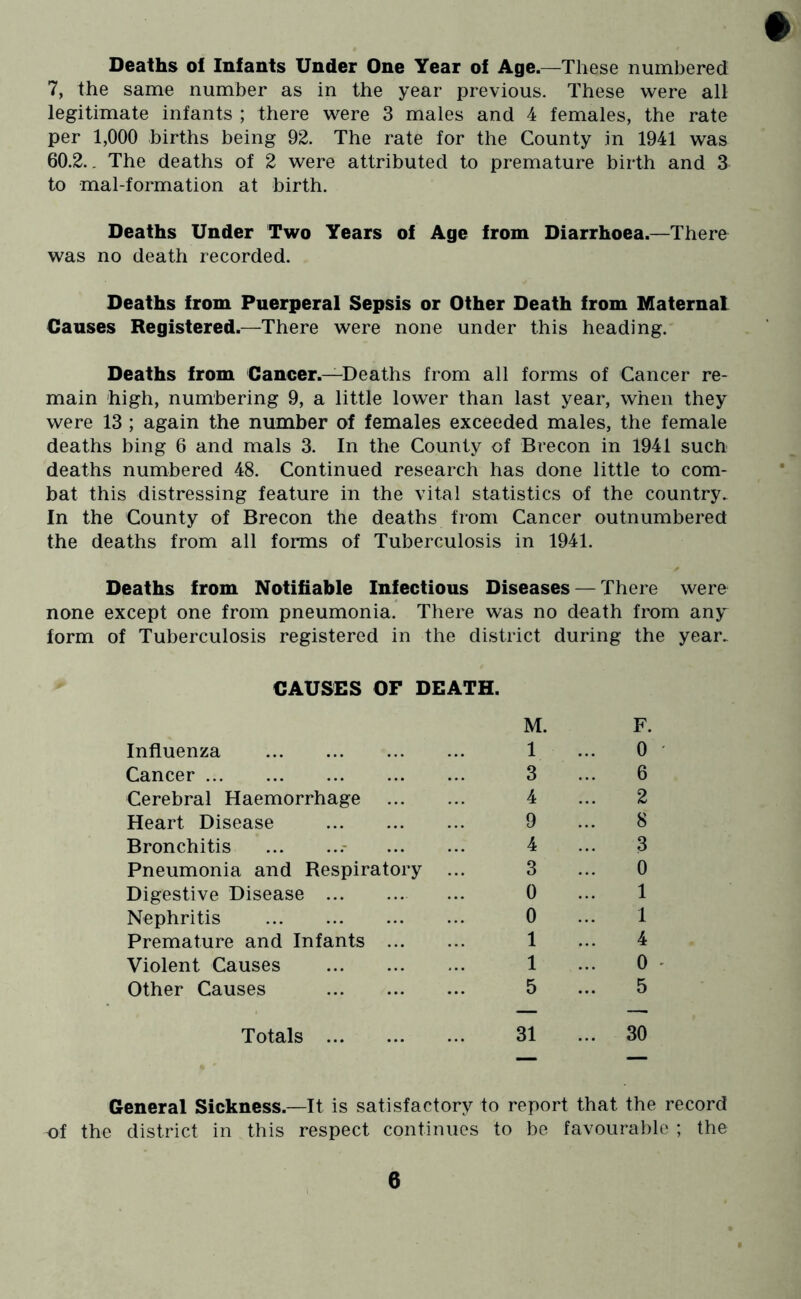 Deaths of Infants Under One Year of Age.—These numbered
7, the same number as in the year previous. These were all
legitimate infants ; there were 3 males and 4 females, the rate
per 1,000 births being 92. The rate for the County in 1941 was
60.2.. The deaths of 2 were attributed to premature birth and 3
to mal-formation at birth.
Deaths Under Two Years of Age from Diarrhoea.—There
was no death recorded.
Deaths from Puerperal Sepsis or Other Death from Maternal
Causes Registered.—There were none under this heading.
Deaths from Cancer.—Deaths from all forms of Cancer re-
main high, numbering 9, a little lower than last year, when they
were 13 ; again the number of females exceeded males, the female
deaths bing 6 and mals 3. In the County of Brecon in 1941 such
deaths numbered 48. Continued research has done little to com-
bat this distressing feature in the vital statistics of the country.
In the County of Brecon the deaths from Cancer outnumbered
the deaths from all forms of Tuberculosis in 1941.
Deaths from Notifiable Infectious Diseases — There were
none except one from pneumonia. There was no death from any
form of Tuberculosis registered in the district during the year.
CAUSES OF DEATH.
M. F.
Influenza ... ... ... ... 1 ... 0
Cancer ... ... ... ... ... 3 ... 6
Cerebral Haemorrhage ... ... 4 ... 2
Heart Disease ... ... ... 9 ... 8
Bronchitis ... ... ... ... 4 ... 3
Pneumonia and Respiratory ... 3 ... 0
Digestive Disease ... ... ... 0 ... 1
Nephritis ... ... ... ... 0 ... 1
Premature and Infants ... ... 1 ... 4
Violent Causes ... ... ... 1 ... 0
Other Causes ... ... ... 5 ... 5
Totals ... ... ... 31 ... 30
General Sickness.—It is satisfactory to report that the record
of the district in this respect continues to be favourable ; the
6